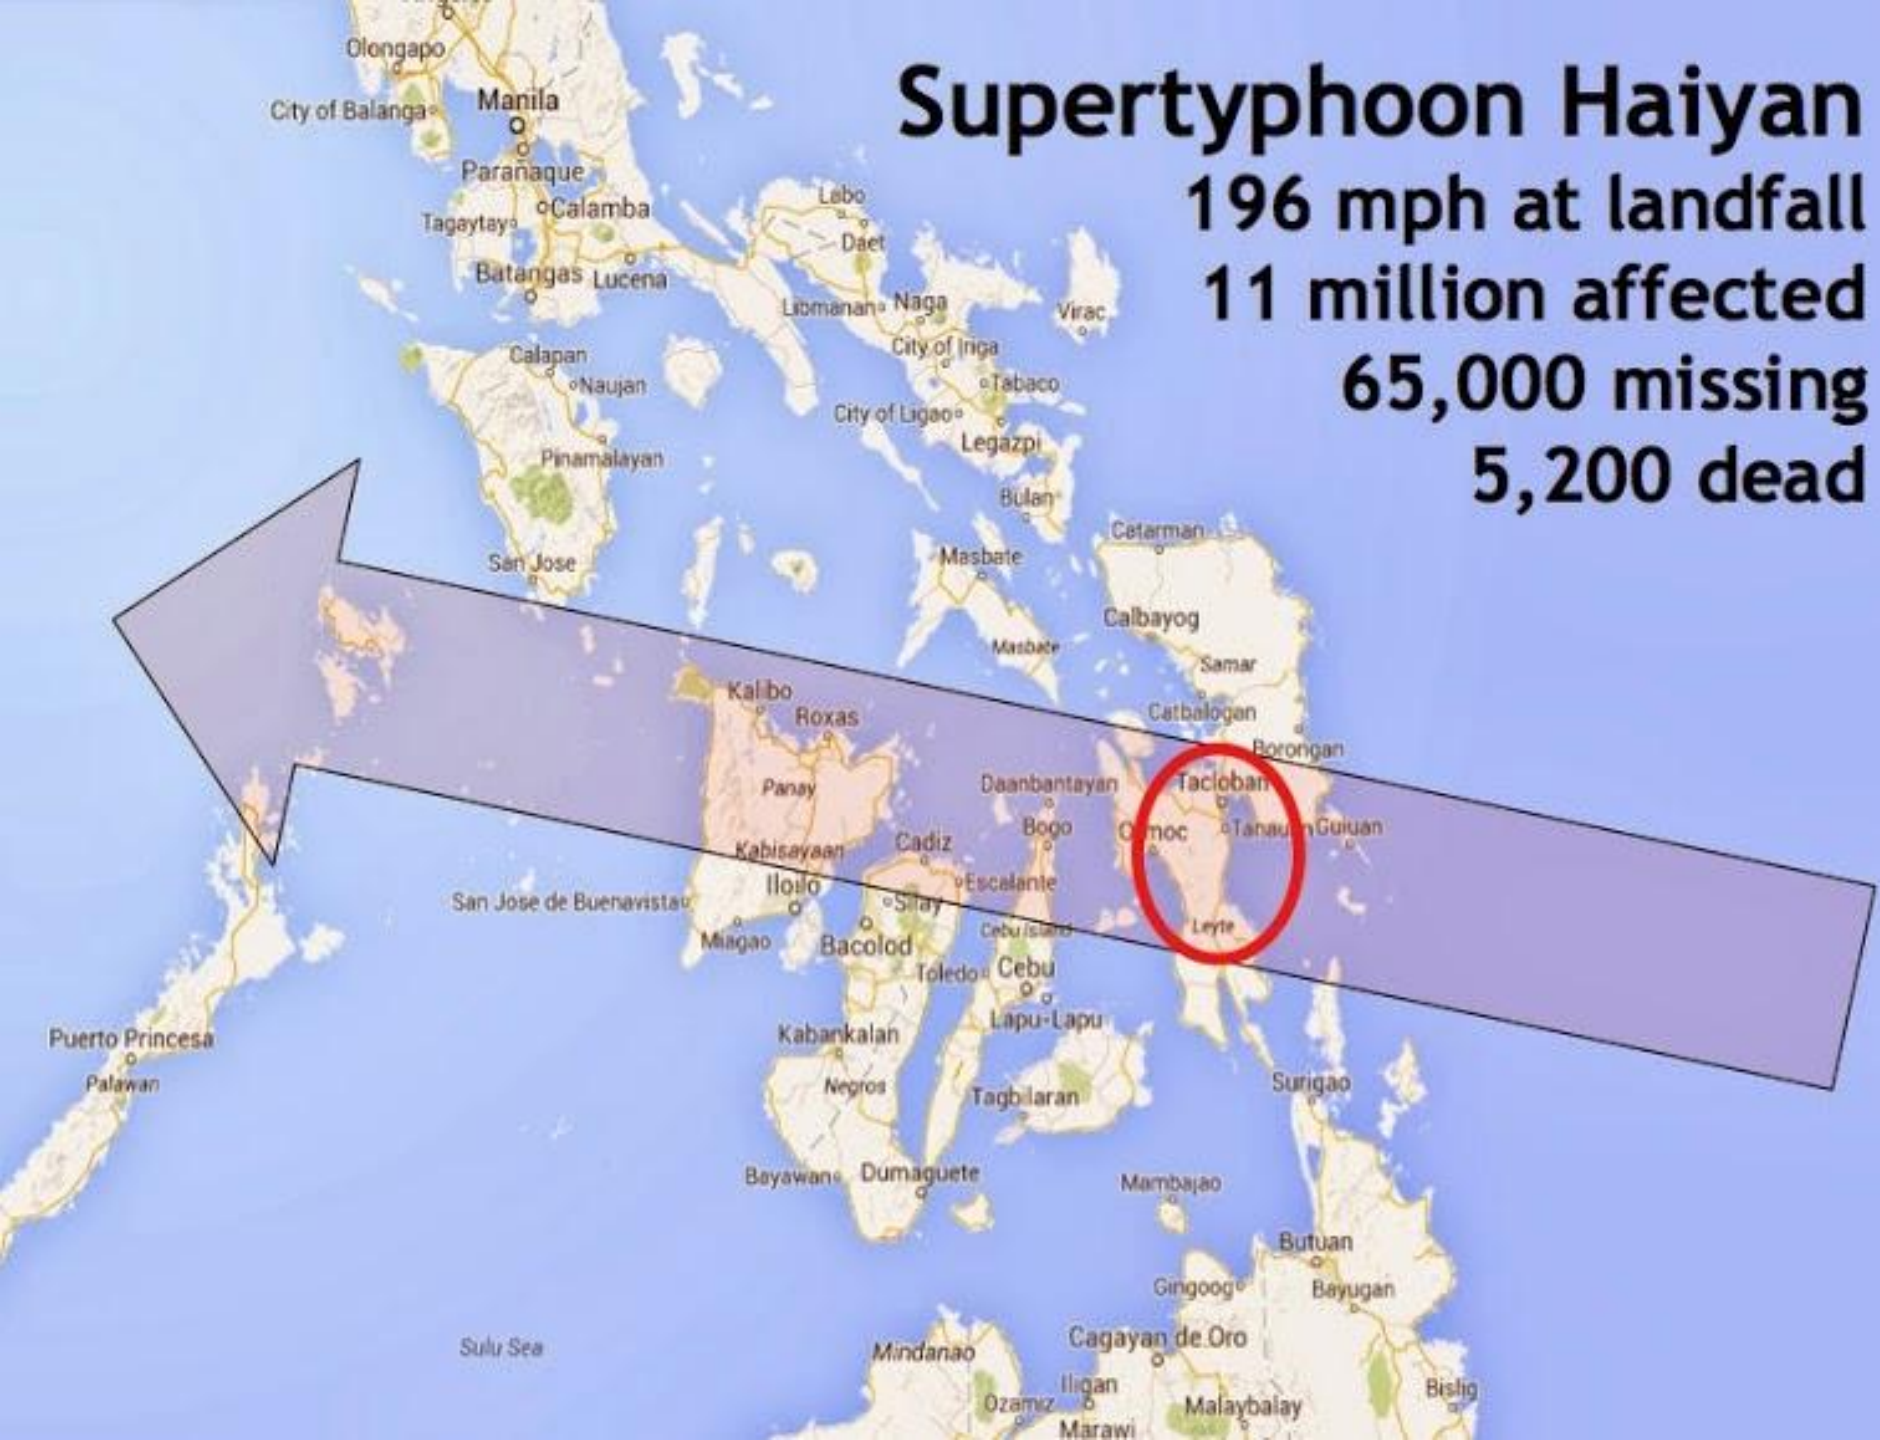 Olongapo
City of Balanga
Manila
Parañaque
Tagaytay
Calamba
Batangas
Lucena
Supertyphoon Haiyan
196 mph at landfall
11 million affected
65,000 missing
5,200 dead
Labo
Daet
Libmanan
Naga
Virac
City of Iriga
Tabaco
City of Ligao
Legazpi
Bulan
Calapan
Naujan
Pinamalayan
San Jose
Catarman
Masbate
Calbayog
Masbate
Samar
Catbalogan
Borongan
Kalibo
Roxas
Panay
Kabisayaan
Daanbantayan
Bogo
Tacloban
Ormoc
Tanauan
Guiuan
Cadiz
Escalante
Iloilo
San Jose de Buenavista
Silay
Miagao
Bacolod
Cebu Island
Leyte
Toledo
Cebu
Lapu-Lapu
Kabankalan
Puerto Princesa
Palawan
Negros
Tagbilaran
Surigao
Bayawan
Dumaguete
Mambajao
Butuan
Gingoog
Bayugan
Sulu Sea
Mindanao
Cagayan de Oro
Iligan
Ozamiz
Marawi
Malaybalay
Bislig